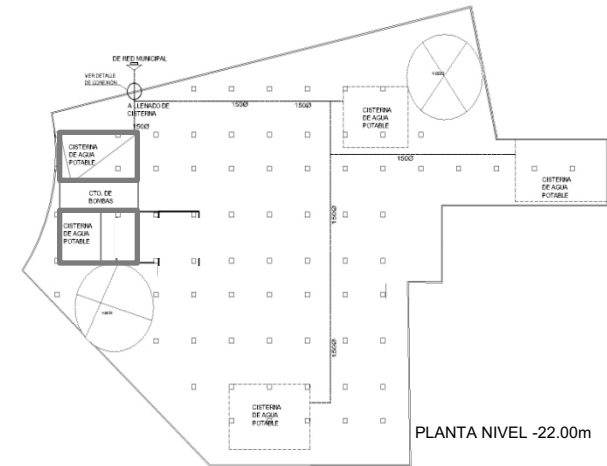 DE RED MUNICIPAL
VER DETALLE
DE CONEXIÓN
A LLENADO DE
CISTERNA
150Ø
150Ø
150Ø
CISTERNA
DE AGUA
POTABLE
CISTERNA
DE AGUA
POTABLE
150Ø
CISTERNA
DE AGUA
POTABLE
CTO. DE
BOMBAS
CISTERNA
DE AGUA
POTABLE
150Ø
150Ø
CISTERNA
DE AGUA
POTABLE
PLANTA NIVEL -22.00m